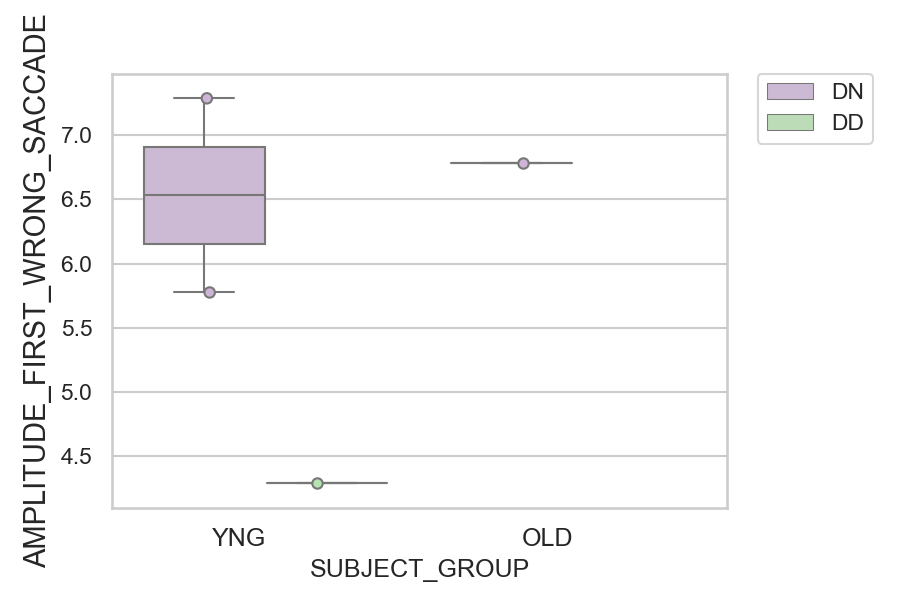 AMPLITUDE_FIRST_WRONG_SACCADE
7.0
6.5
6.0
5.5
5.0
4.5
YNG
OLD
SUBJECT_GROUP
DN
DD